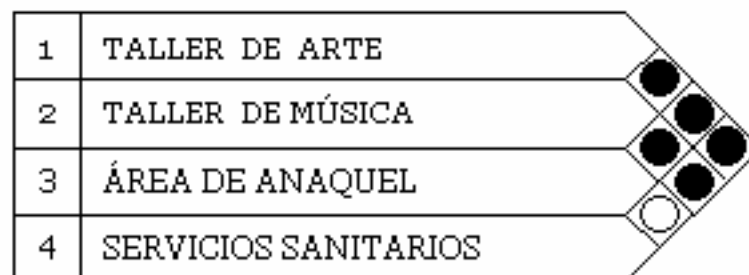 1 TALLER DE ARTE
2 TALLER DE MÚSICA
3 ÁREA DE ANAQUEL
4 SERVICIOS SANITARIOS